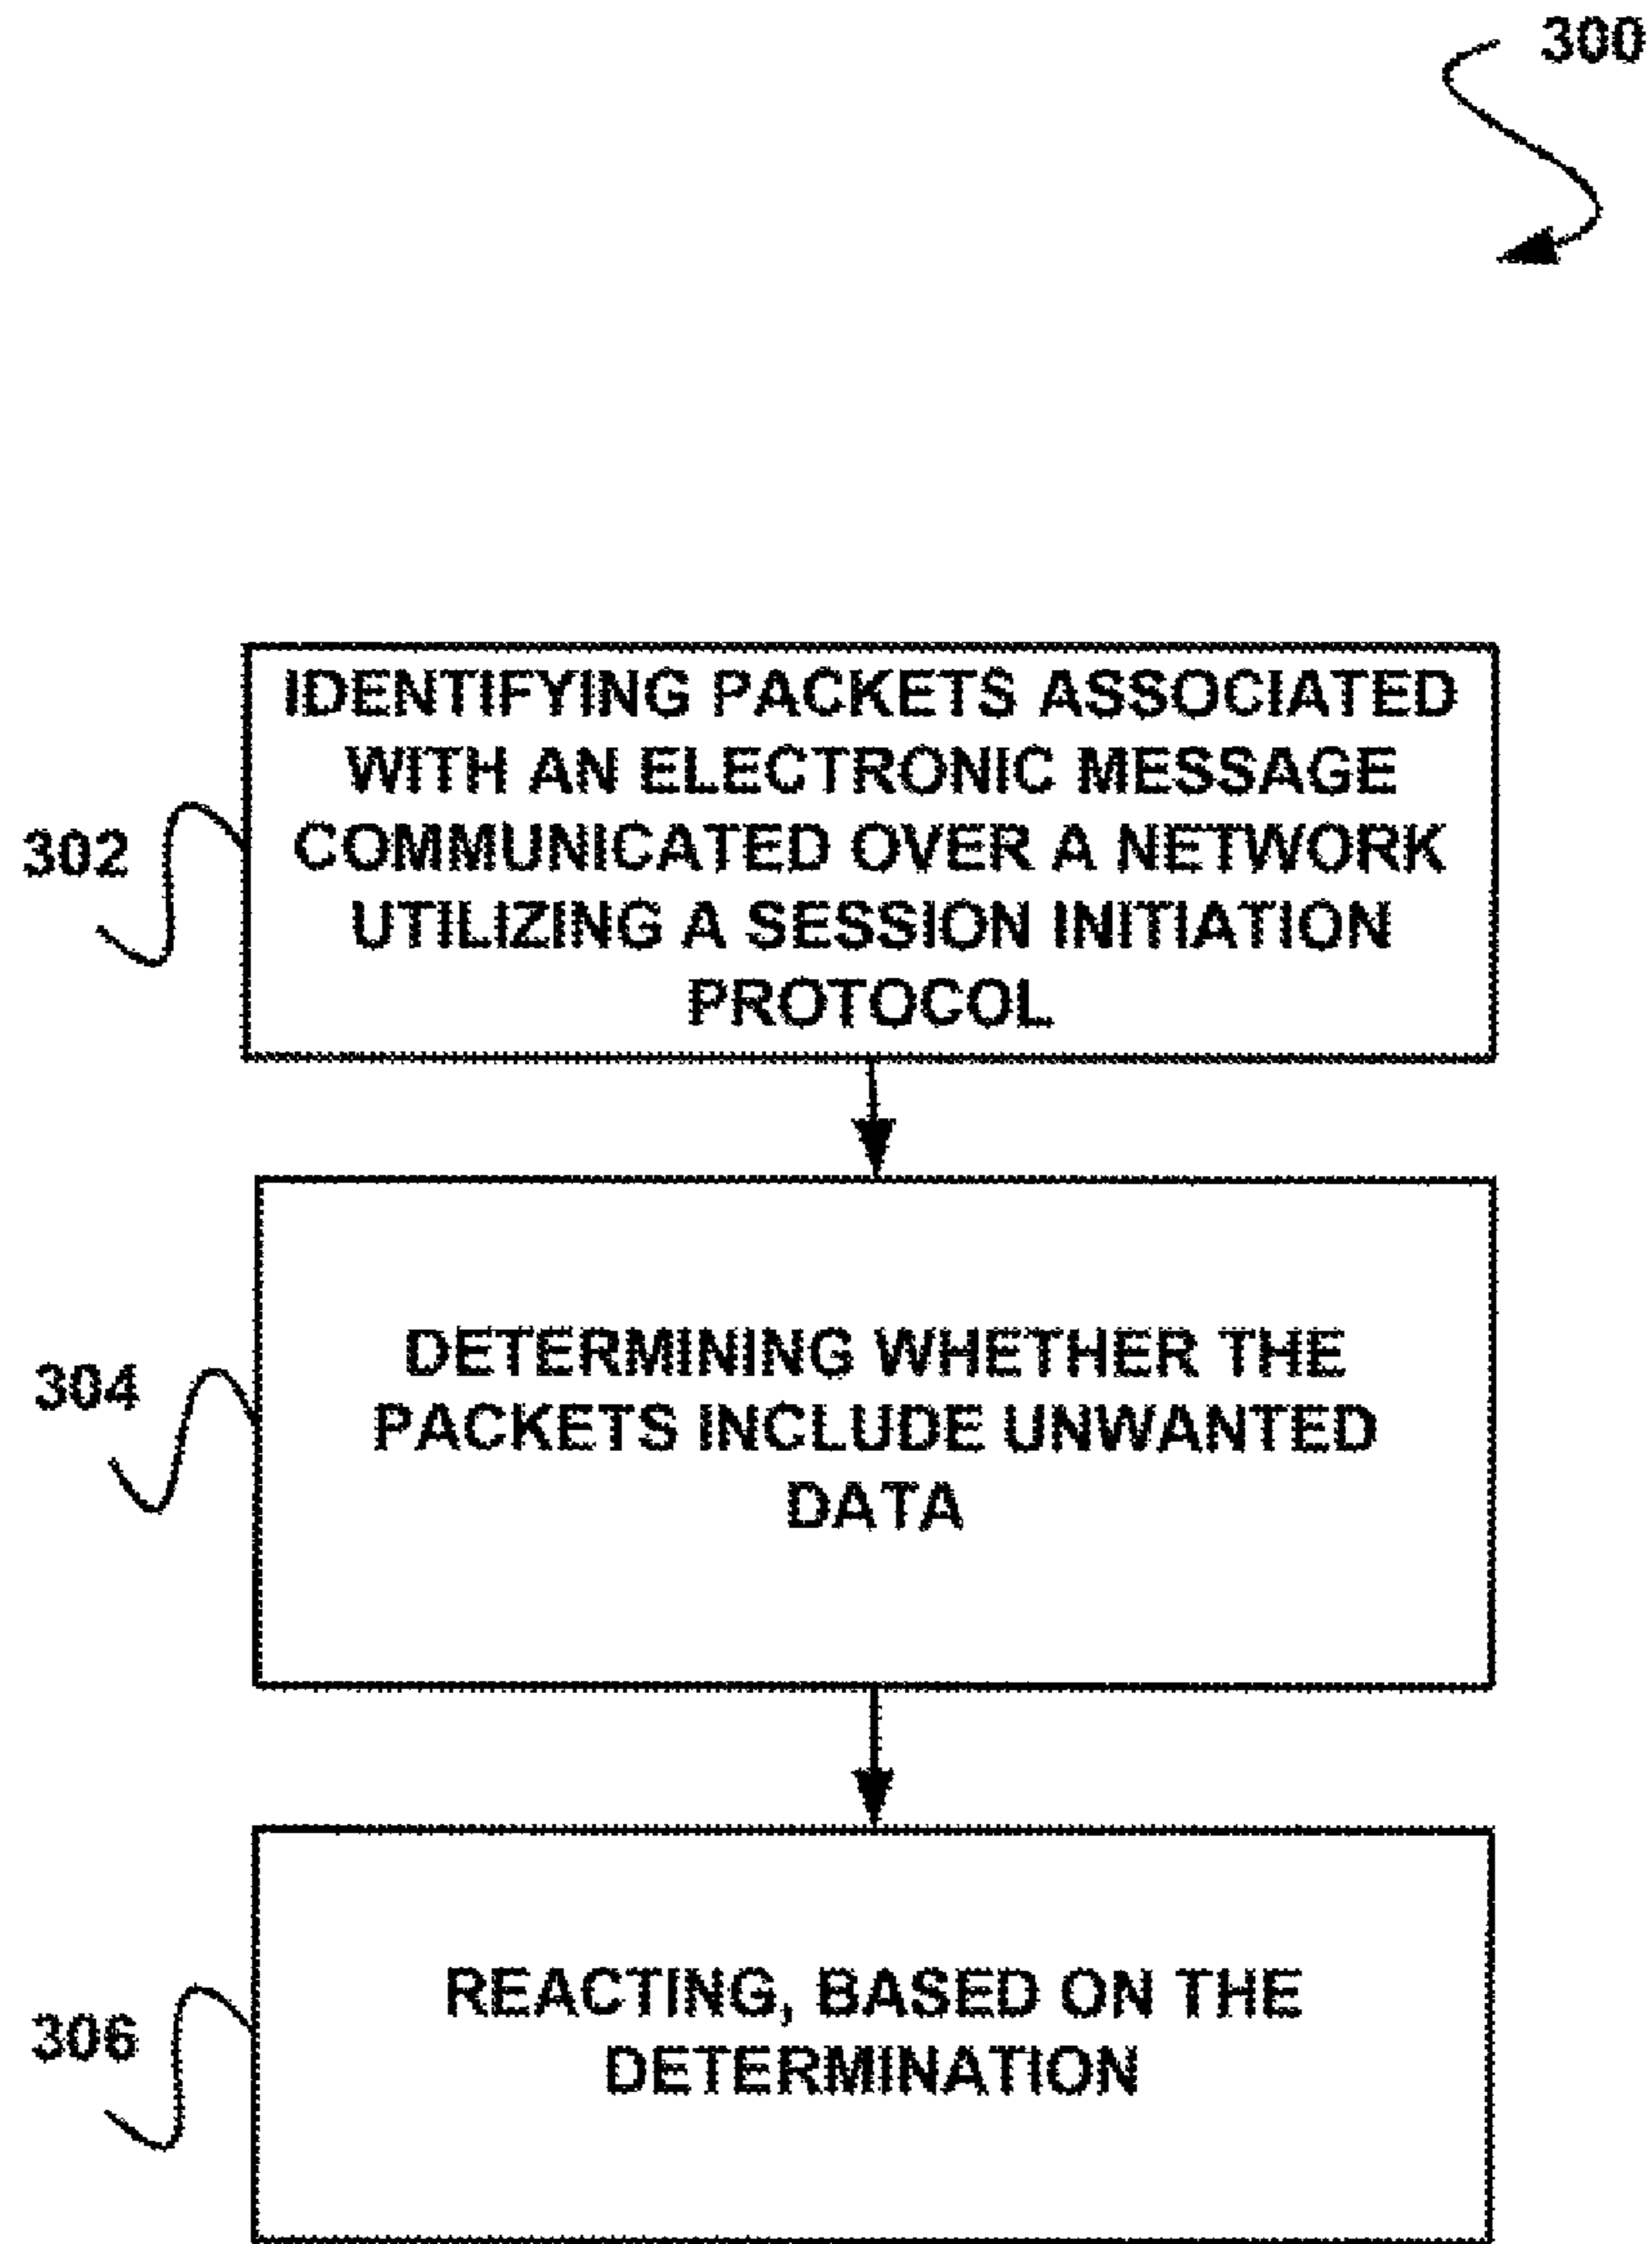 300
302
IDENTIFYING PACKETS ASSOCIATED
WITH AN ELECTRONIC MESSAGE
COMMUNICATED OVER A NETWORK
UTILIZING A SESSION INITIATION
PROTOCOL
304
DETERMINING WHETHER THE
PACKETS INCLUDE UNWANTED
DATA
306
REACTING, BASED ON THE
DETERMINATION